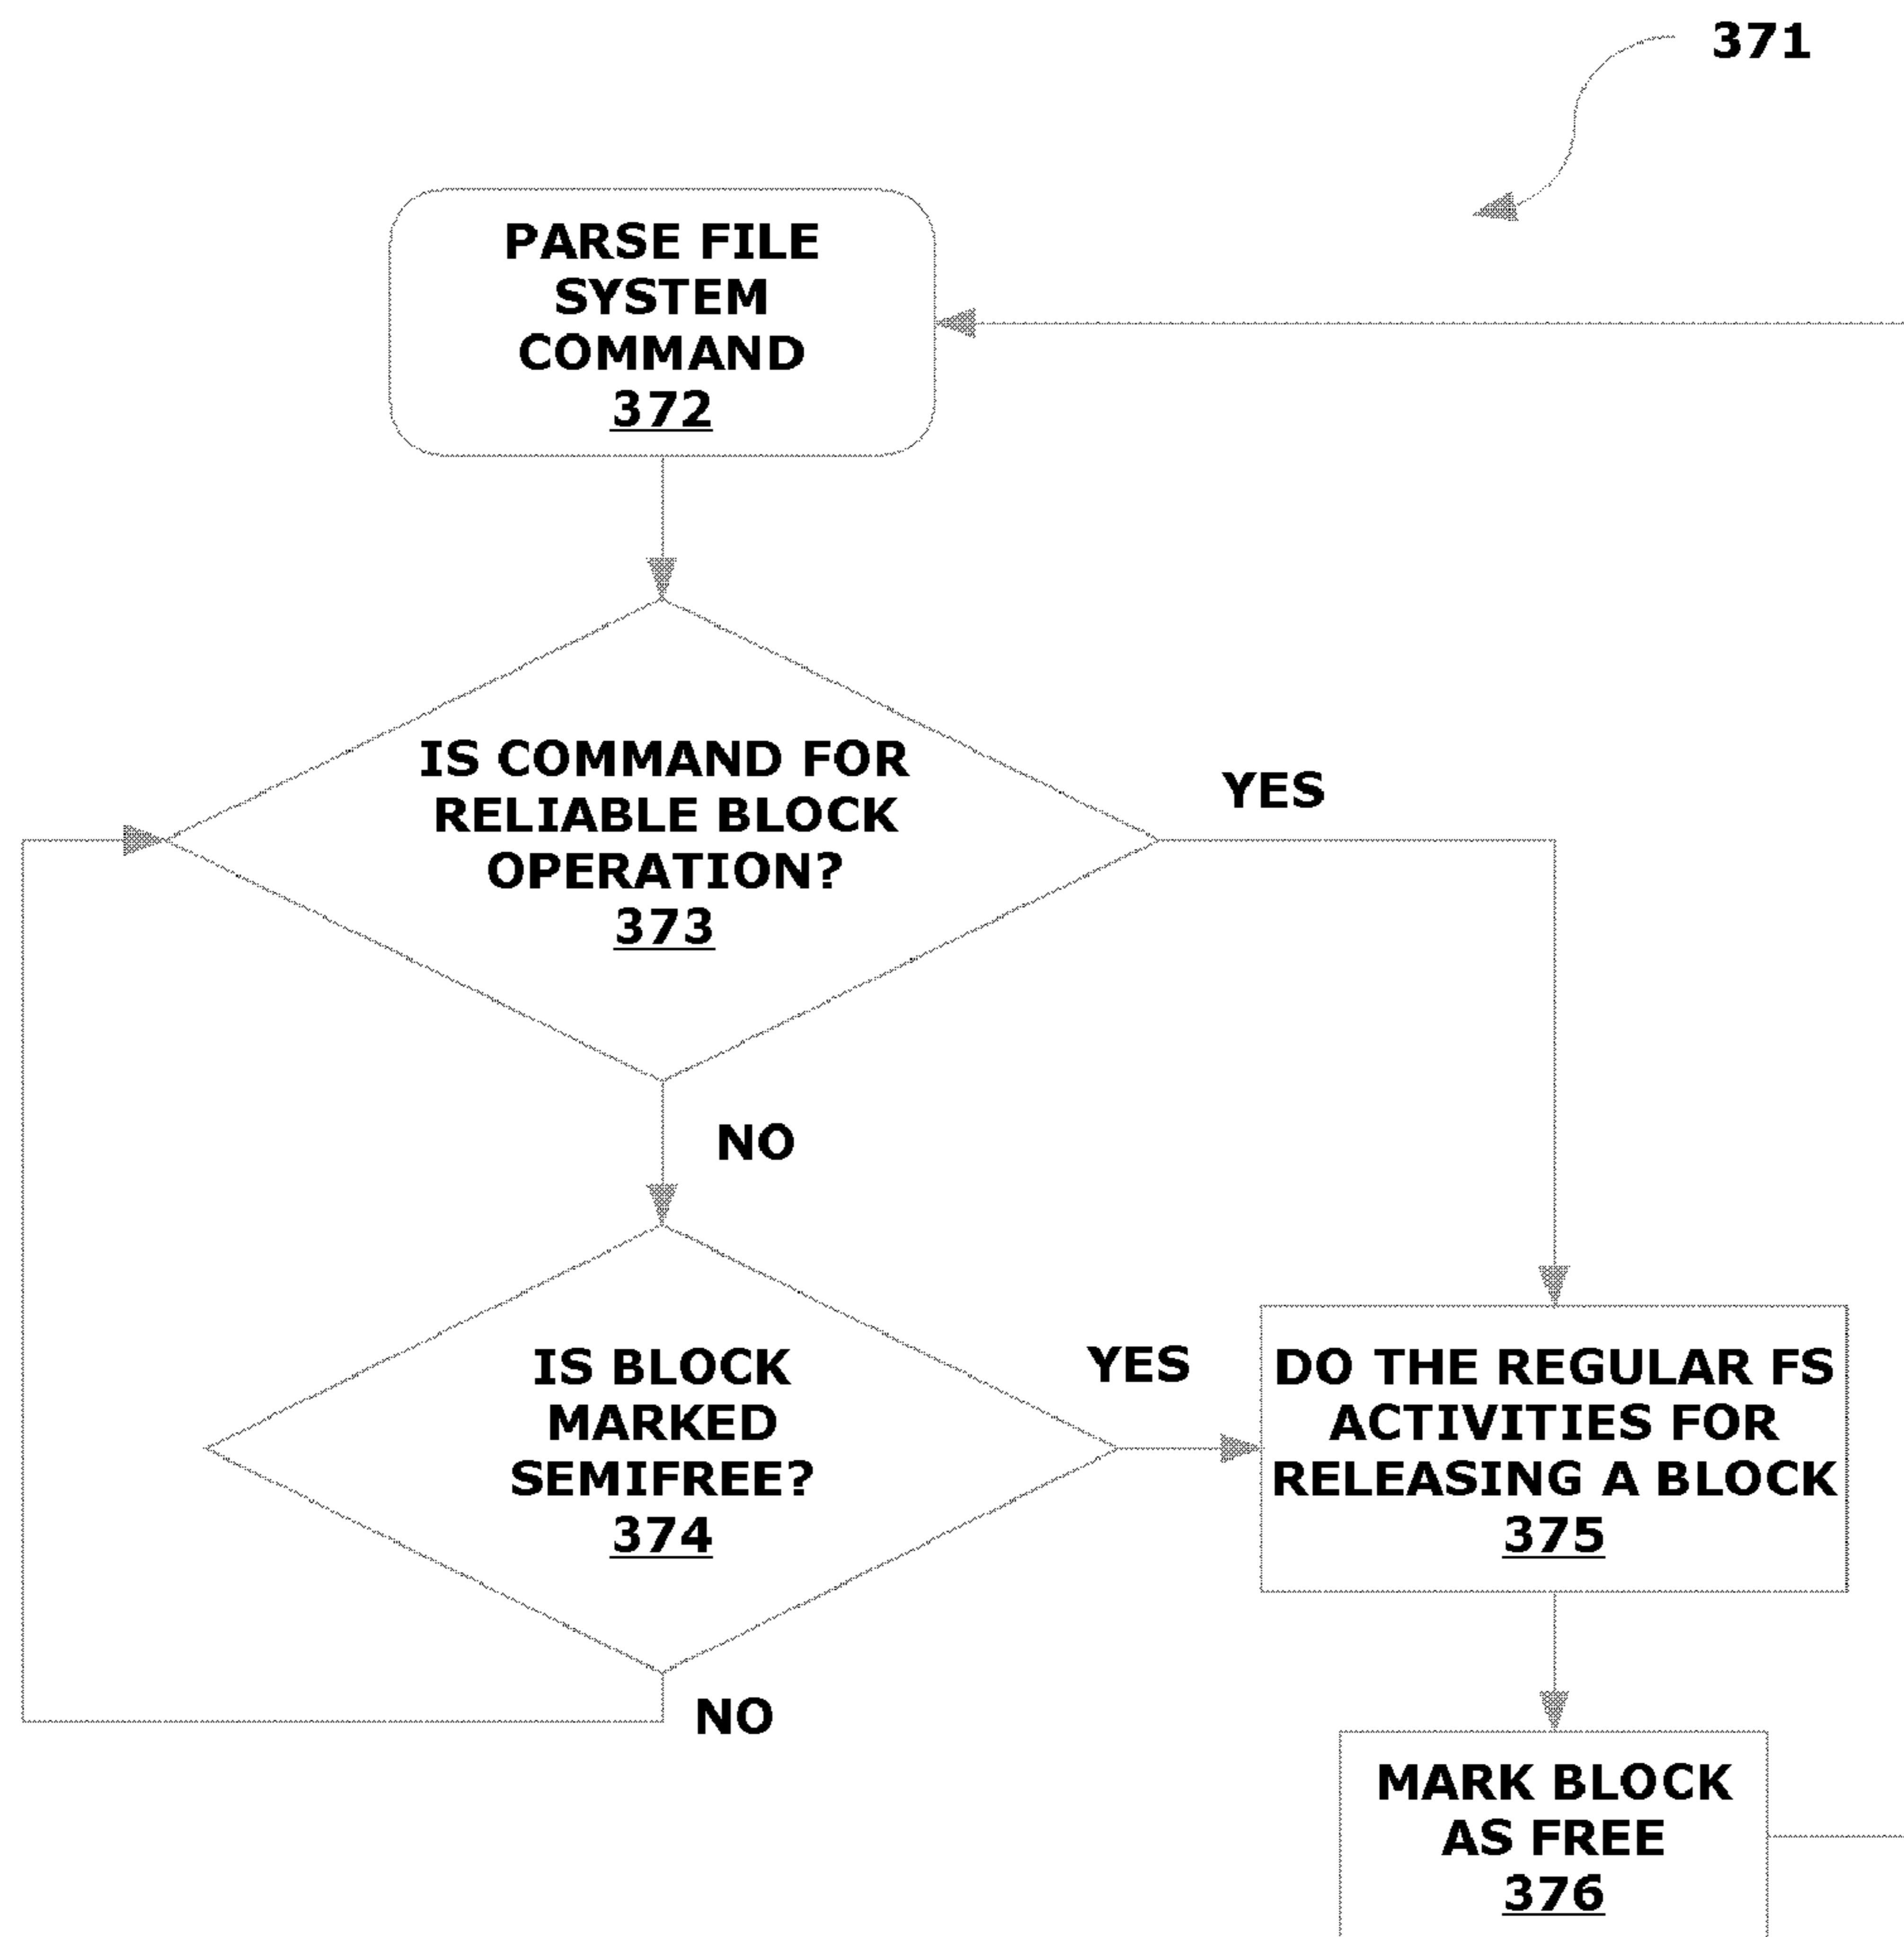 371
PARSE FILE
SYSTEM
COMMAND
372
IS COMMAND FOR
RELIABLE BLOCK
OPERATION?
373
YES
NO
IS BLOCK
MARKED
SEMIFREE?
374
YES
NO
DO THE REGULAR FS
ACTIVITIES FOR
RELEASING A BLOCK
375
MARK BLOCK
AS FREE
376